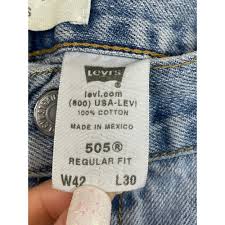 Levi's
levi.com
(800) USA-LEVI
100% COTTON
MADE IN MEXICO
505®
REGULAR FIT
W42 L30